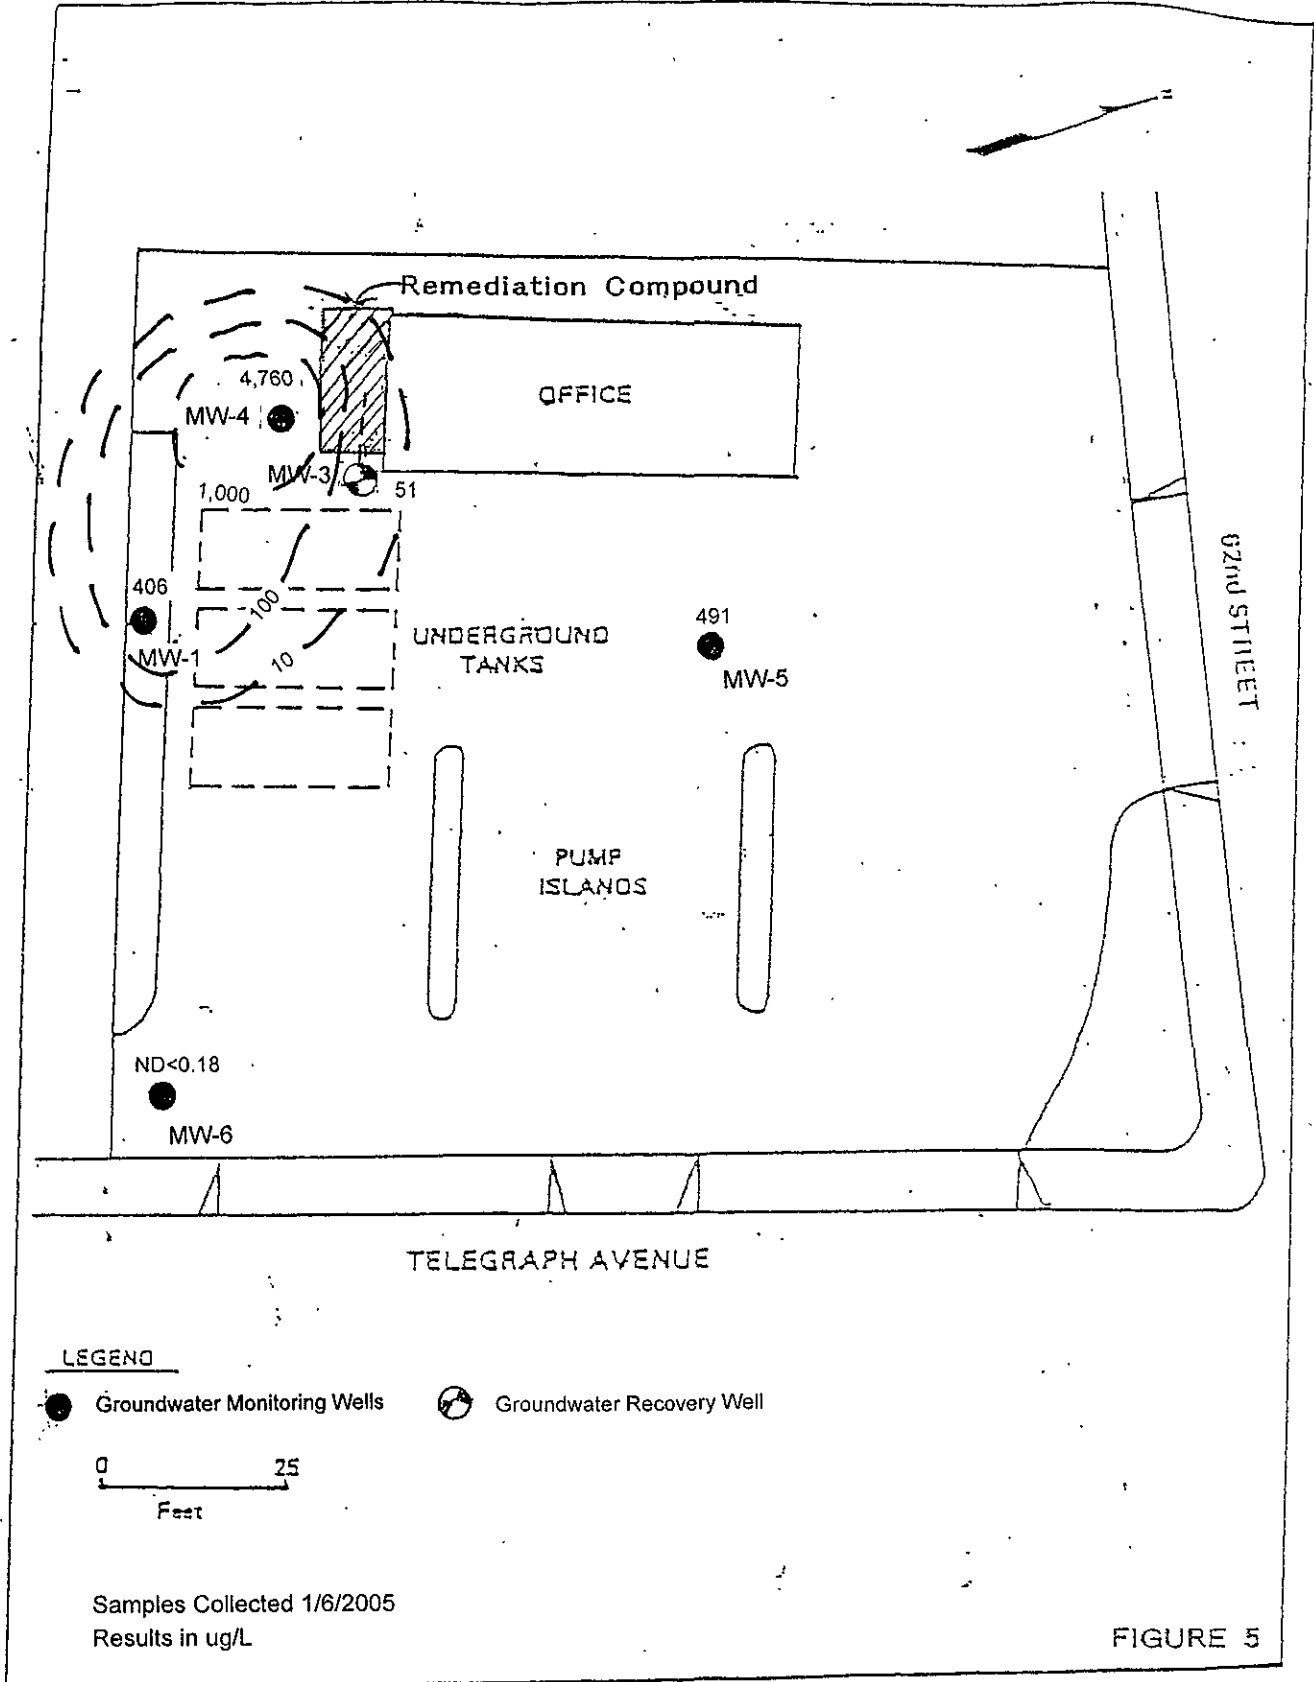 Remediation Compound
4,760
OFFICE
MW-4
MW-3
51
1,000
406
100
491
UNDERGROUND
TANKS
MW-1
10
MW-5
62nd STREET
PUMP
ISLANDS
ND<0.18
MW-6
TELEGRAPH AVENUE
LEGEND
Groundwater Monitoring Wells
Groundwater Recovery Well
0 25
Feet
Samples Collected 1/6/2005
Results in ug/L
FIGURE 5